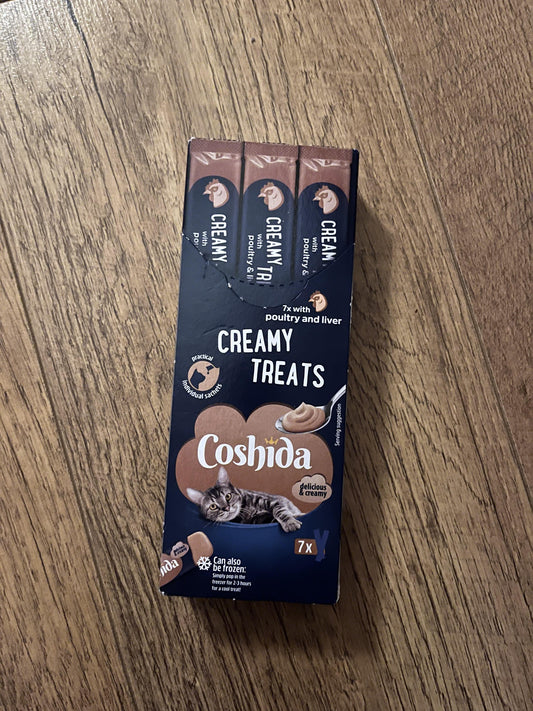 CREAMY
with
poultry &
CREAMY TR
with
poultry & li
CREAM
with
poultry &
7x with
poultry and liver
CREAMY
TREATS
practical
individual sachets
Serving suggestion
Coshida
delicious
& creamy
7x
Can also
be frozen:
Simply pop in the
freezer for 2-3 hours
for a cool treat!
hida